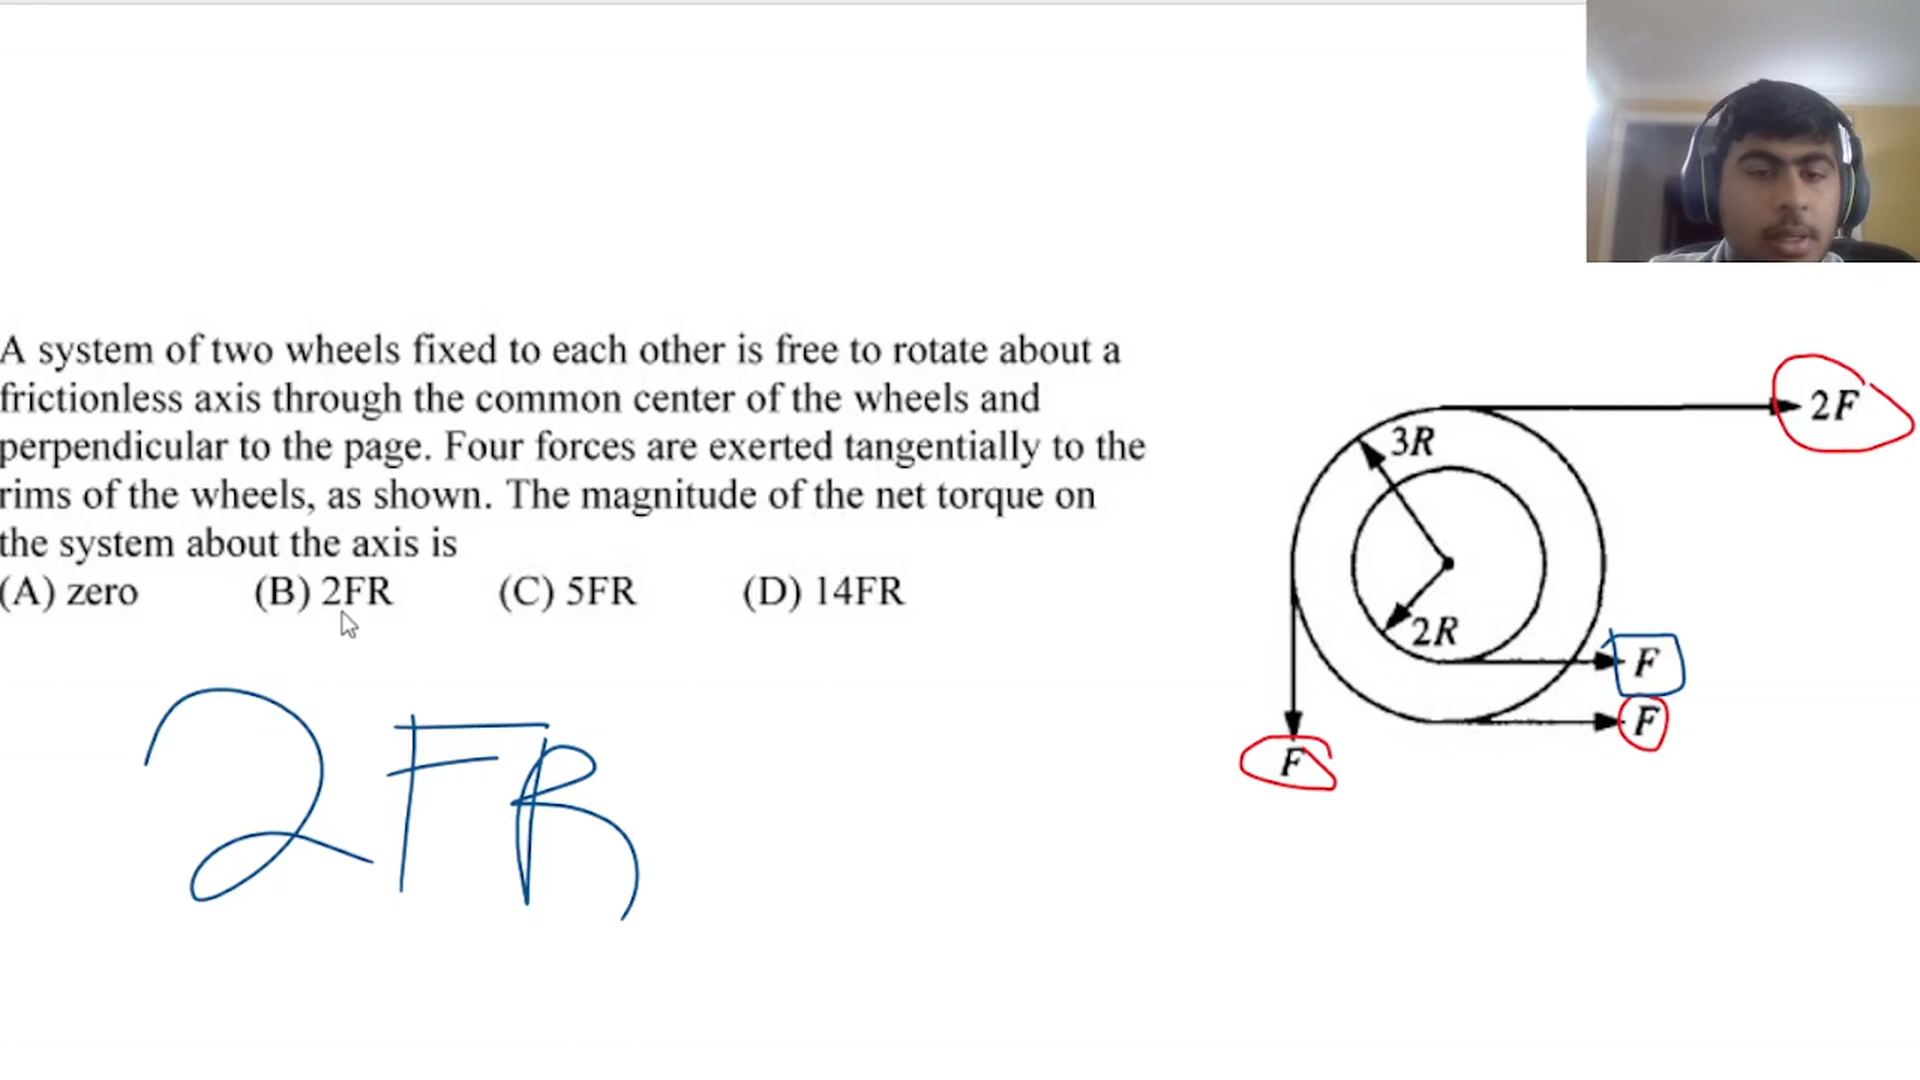 A system of two wheels fixed to each other is free to rotate about a
frictionless axis through the common center of the wheels and
perpendicular to the page. Four forces are exerted tangentially to the
rims of the wheels, as shown. The magnitude of the net torque on
the system about the axis is
(A) zero (B) 2FR (C) 5FR (D) 14FR
2FR
2F
3R
2R
F
F
F